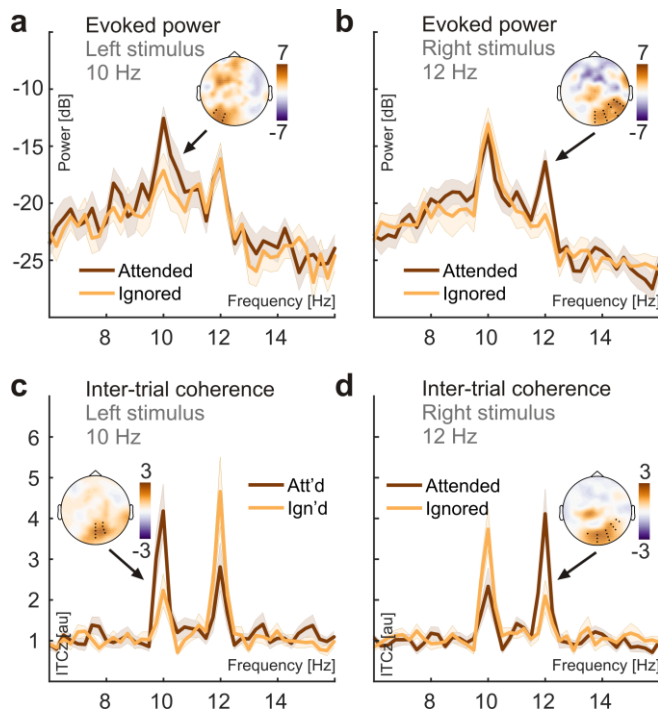 a
Evoked power
Left stimulus
10 Hz
7
-7
Power [dB]
-10
-15
-20
-25
Attended
Ignored
Frequency [Hz]
8 10 12 14
b
Evoked power
Right stimulus
12 Hz
7
-7
Power [dB]
Attended
Ignored
Frequency [Hz]
8 10 12 14
c
Inter-trial coherence
Left stimulus
10 Hz
3
-3
Att'd
Ign'd
6
5
4
3
2
1
ITCz [au]
Frequency [Hz]
8 10 12 14
d
Inter-trial coherence
Right stimulus
12 Hz
Attended
Ignored
3
-3
ITCz [au]
Frequency [Hz]
8 10 12 14